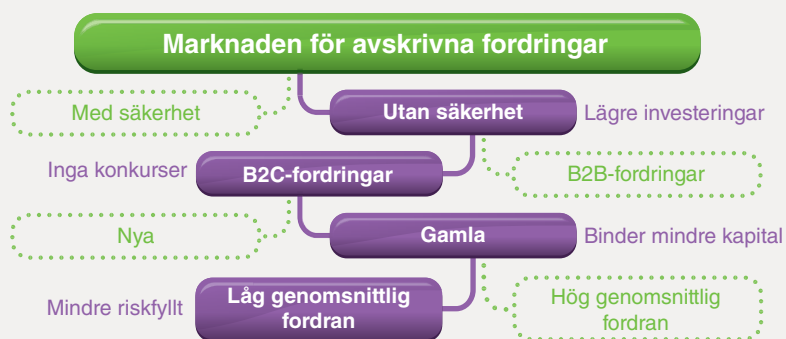 Marknaden för avskrivna fordringar
Med säkerhet
Utan säkerhet
Lägre investeringar
Inga konkurser
B2C-fordringar
B2B-fordringar
Nya
Gamla
Binder mindre kapital
Mindre riskfyllt
Låg genomsnittlig
fordran
Hög genomsnittlig
fordran